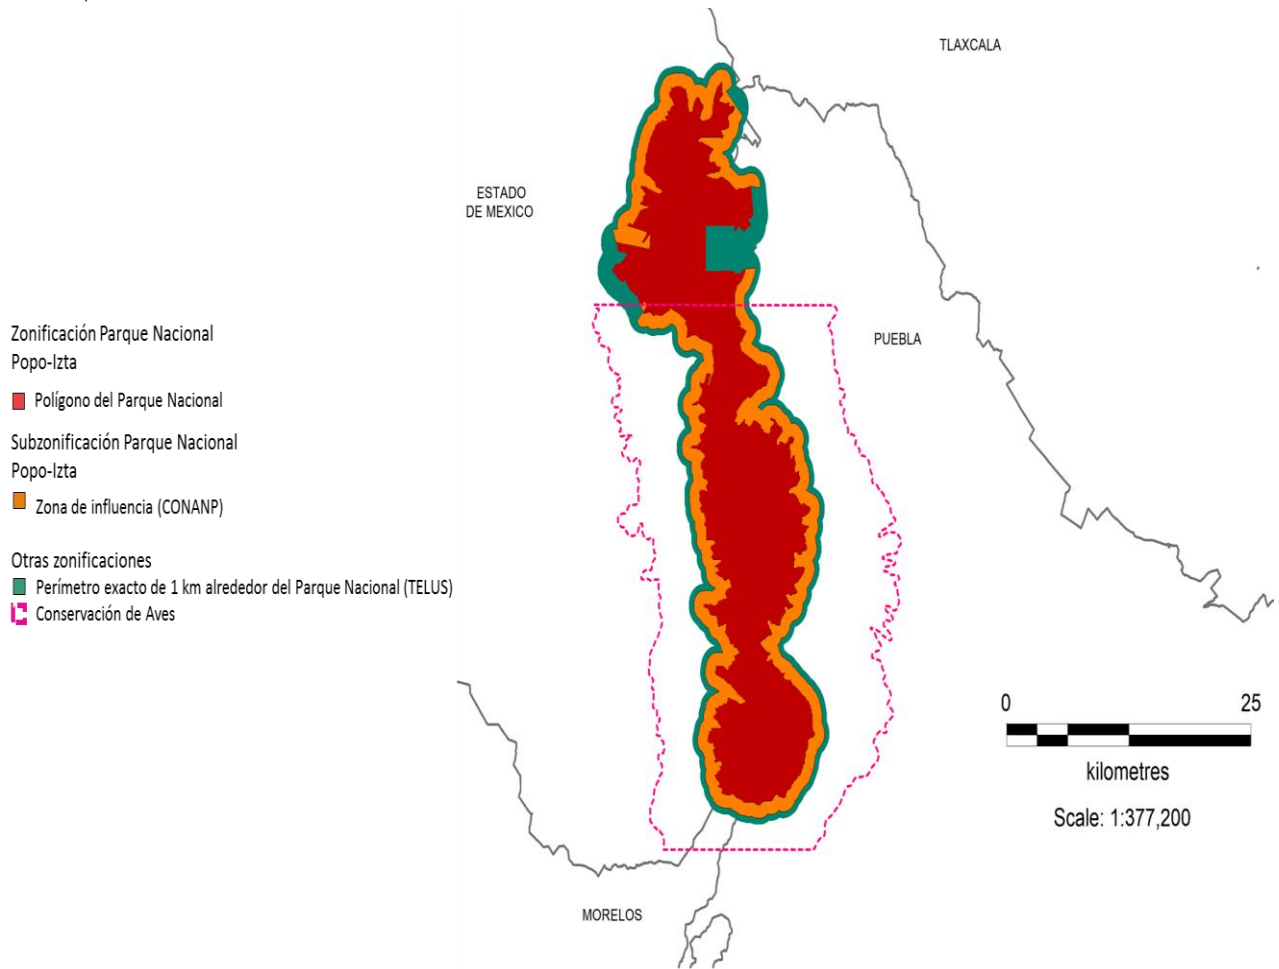 TLAXCALA
ESTADO
DE MEXICO
Zonificación Parque Nacional
Popo-Izta
PUEBLA
Polígono del Parque Nacional
Subzonificación Parque Nacional
Popo-Izta
Zona de influencia (CONANP)
Otras zonificaciones
Perímetro exacto de 1 km alrededor del Parque Nacional (TELUS)
Conservación de Aves
0 25
kilometres
Scale: 1:377,200
MORELOS